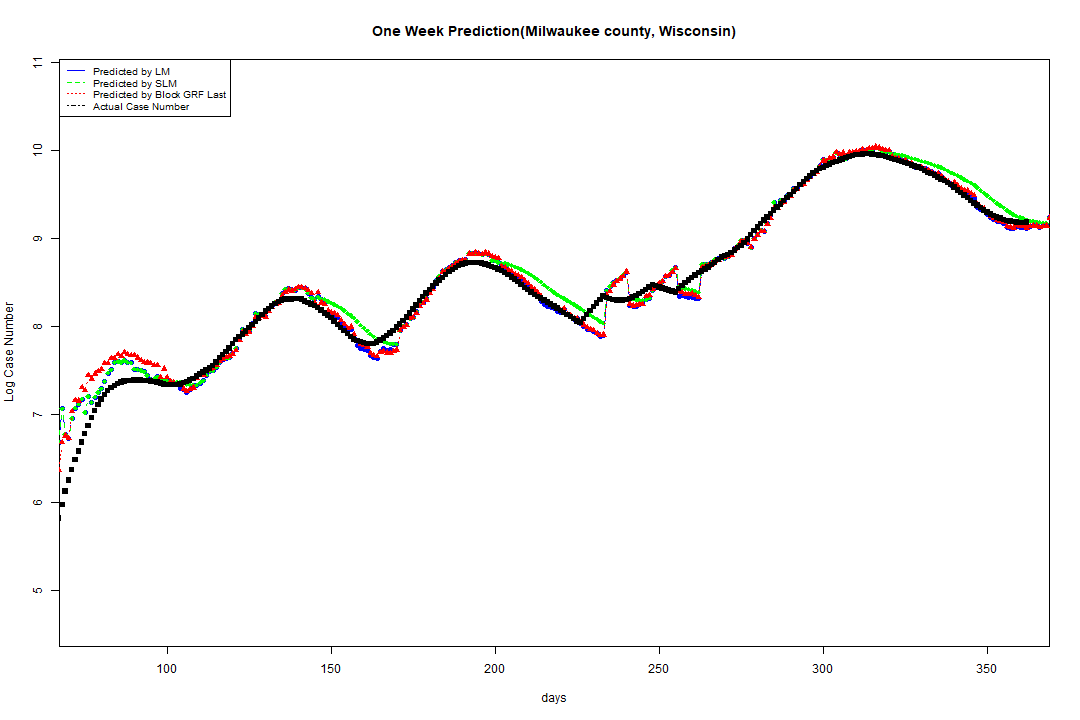 One Week Prediction(Milwaukee county, Wisconsin)
Predicted by LM
Predicted by SLM
Predicted by Block GRF Last
Actual Case Number
Log Case Number
11
10
9
8
7
6
5
100 150 200 250 300 350
days